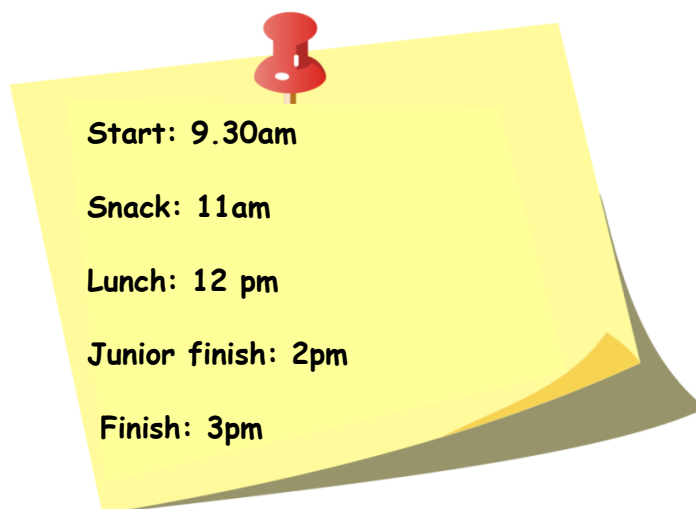 Start: 9.30am
Snack: 11am
Lunch: 12 pm
Junior finish: 2pm
Finish: 3pm